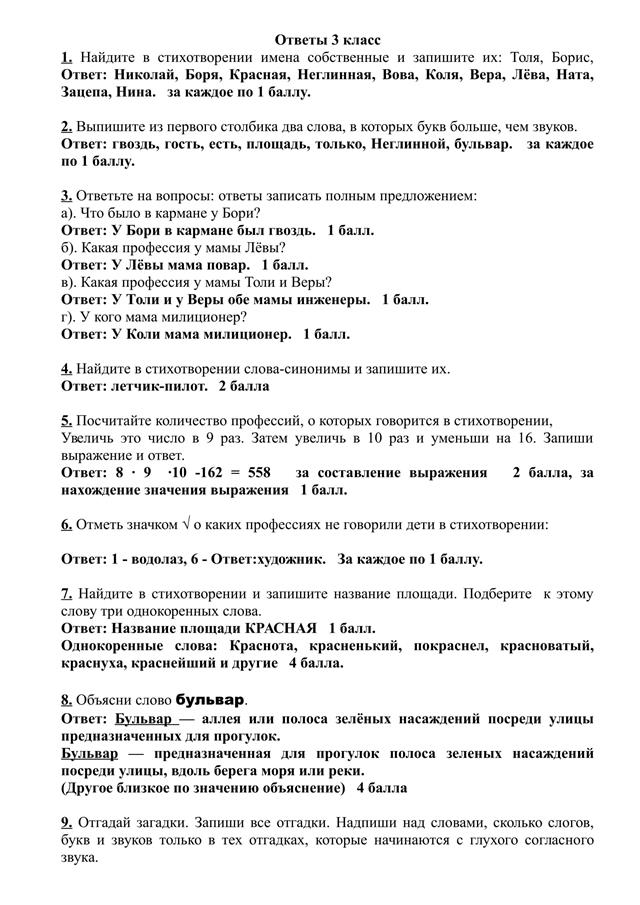 Ответы 3 класс
1. Найдите в стихотворении имена собственные и запишите их: Толя, Борис,
Ответ: Николай, Боря, Красная, Неглинная, Вова, Коля, Вера, Лёва, Ната,
Зацепа, Нина. за каждое по 1 баллу.
2. Выпишите из первого столбика два слова, в которых букв больше, чем звуков.
Ответ: гвоздь, гость, есть, площадь, только, Неглинной, бульвар. за каждое
по 1 баллу.
3. Ответьте на вопросы: ответы записать полным предложением:
а). Что было в кармане у Бори?
Ответ: У Бори в кармане был гвоздь. 1 балл.
б). Какая профессия у мамы Лёвы?
Ответ: У Лёвы мама повар. 1 балл.
в). Какая профессия у мамы Толи и Веры?
Ответ: У Толи и у Веры обе мамы инженеры. 1 балл.
г). У кого мама милиционер?
Ответ: У Коли мама милиционер. 1 балл.
4. Найдите в стихотворении слова-синонимы и запишите их.
Ответ: летчик-пилот. 2 балла
5. Посчитайте количество профессий, о которых говорится в стихотворении,
Увеличь это число в 9 раз. Затем увеличь в 10 раз и уменьши на 16. Запиши
выражение и ответ.
Ответ: 8 · 9 ·10 -162 = 558 за составление выражения 2 балла, за
нахождение значения выражения 1 балл.
6. Отметь значком √ о каких профессиях не говорили дети в стихотворении:
Ответ: 1 - водолаз, 6 - Ответ:художник. За каждое по 1 баллу.
7. Найдите в стихотворении и запишите название площади. Подберите к этому
слову три однокоренных слова.
Ответ: Название площади КРАСНАЯ 1 балл.
Однокоренные слова: Краснота, красненький, покраснел, красноватый,
краснуха, краснейший и другие 4 балла.
8. Объясни слово бульвар.
Ответ: Бульвар — аллея или полоса зелёных насаждений посреди улицы
предназначенных для прогулок.
Бульвар — предназначенная для прогулок полоса зеленых насаждений
посреди улицы, вдоль берега моря или реки.
(Другое близкое по значению объяснение) 4 балла
9. Отгадай загадки. Запиши все отгадки. Надпиши над словами, сколько слогов,
букв и звуков только в тех отгадках, которые начинаются с глухого согласного
звука.